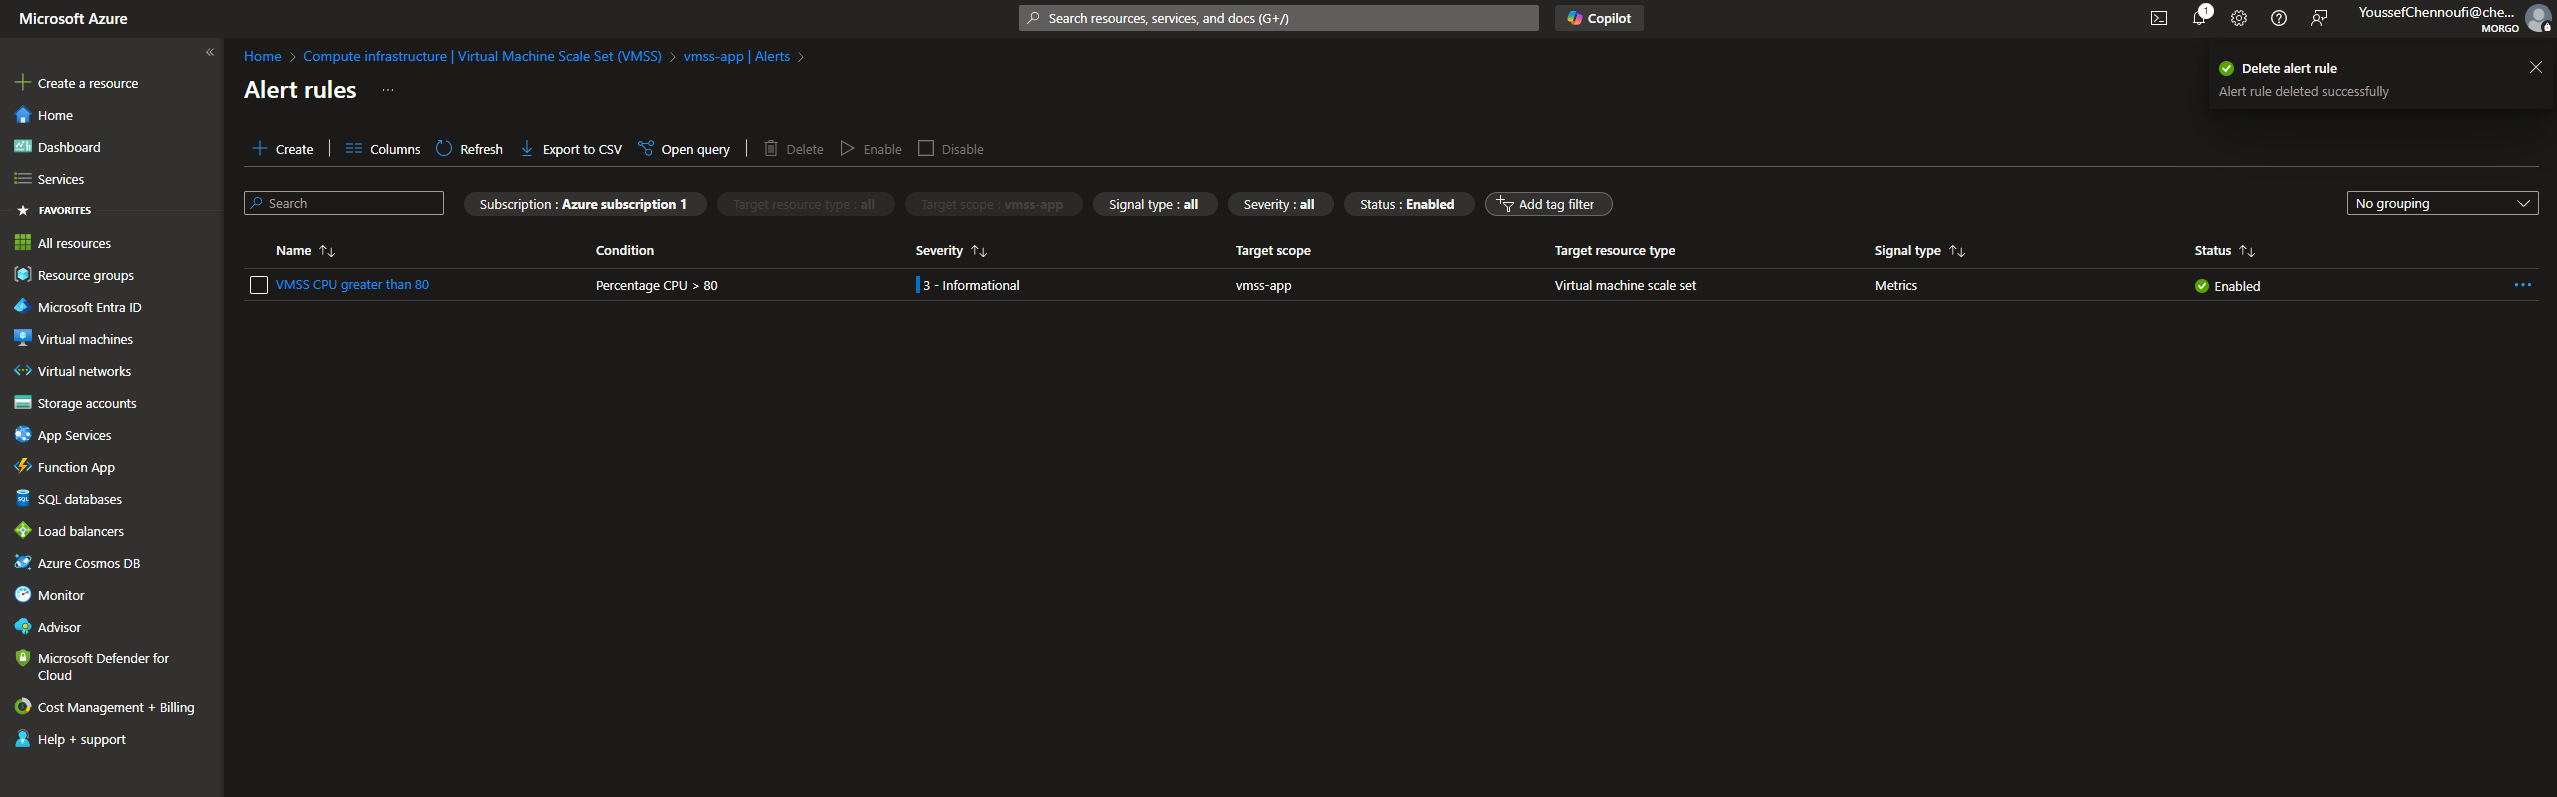 Microsoft Azure
Search resources, services, and docs (G+/)
Copilot
1
YoussefChennoufi@che...
MORGO
Create a resource
Home
Dashboard
Services
FAVORITES
All resources
Resource groups
Microsoft Entra ID
Virtual machines
Virtual networks
Storage accounts
App Services
Function App
SQL databases
Load balancers
Azure Cosmos DB
Monitor
Advisor
Microsoft Defender for
Cloud
Cost Management + Billing
Help + support
Home > Compute infrastructure | Virtual Machine Scale Set (VMSS) > vmss-app | Alerts >
Alert rules ...
Delete alert rule
Alert rule deleted successfully
Create | Columns Refresh Export to CSV Open query | Delete Enable Disable
Search
Subscription : Azure subscription 1
Target resource type : all
Target scope : vmss-app
Signal type : all
Severity : all
Status : Enabled
Add tag filter
No grouping
Name Condition Severity Target scope Target resource type Signal type Status
VMSS CPU greater than 80 Percentage CPU > 80 3 - Informational vmss-app Virtual machine scale set Metrics Enabled ...